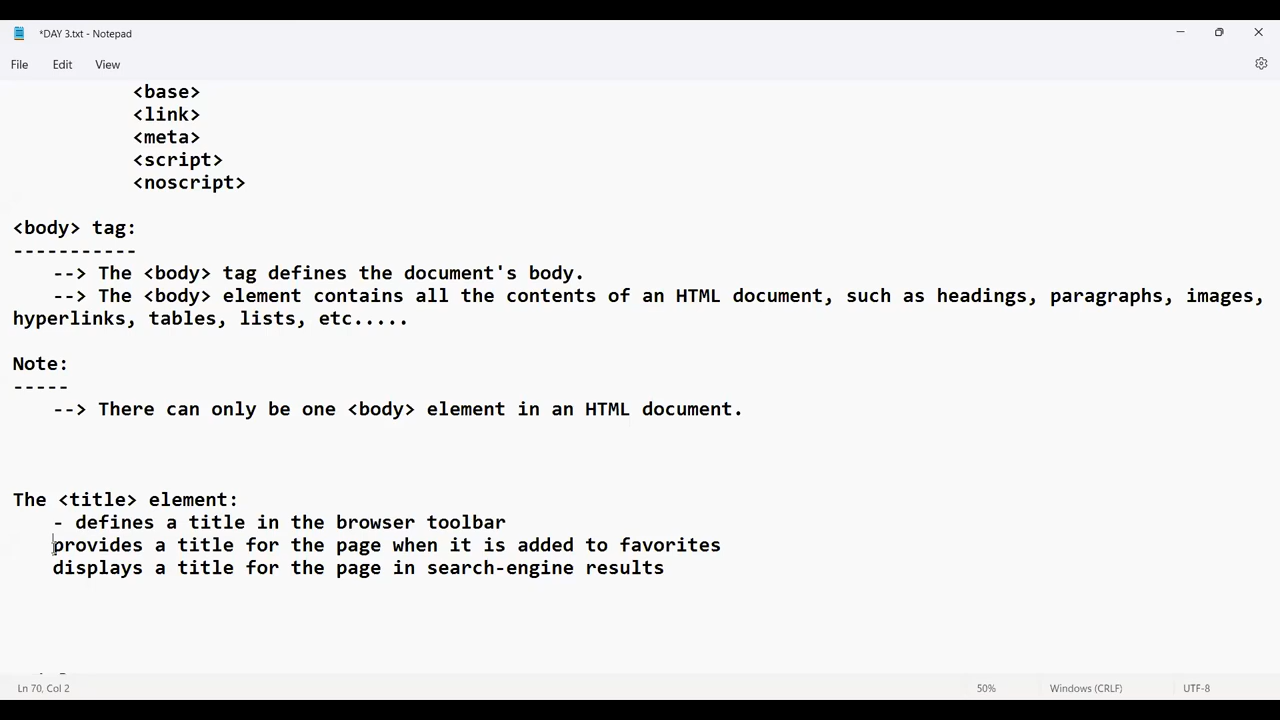 *DAY 3.txt - Notepad
File Edit View
<base>
<link>
<meta>
<script>
<noscript>
<body> tag:
-----------
--> The <body> tag defines the document's body.
--> The <body> element contains all the contents of an HTML document, such as headings, paragraphs, images,
hyperlinks, tables, lists, etc.....
Note:
-----
--> There can only be one <body> element in an HTML document.
The <title> element:
- defines a title in the browser toolbar
provides a title for the page when it is added to favorites
displays a title for the page in search-engine results
Ln 70, Col 2 50% Windows (CRLF) UTF-8